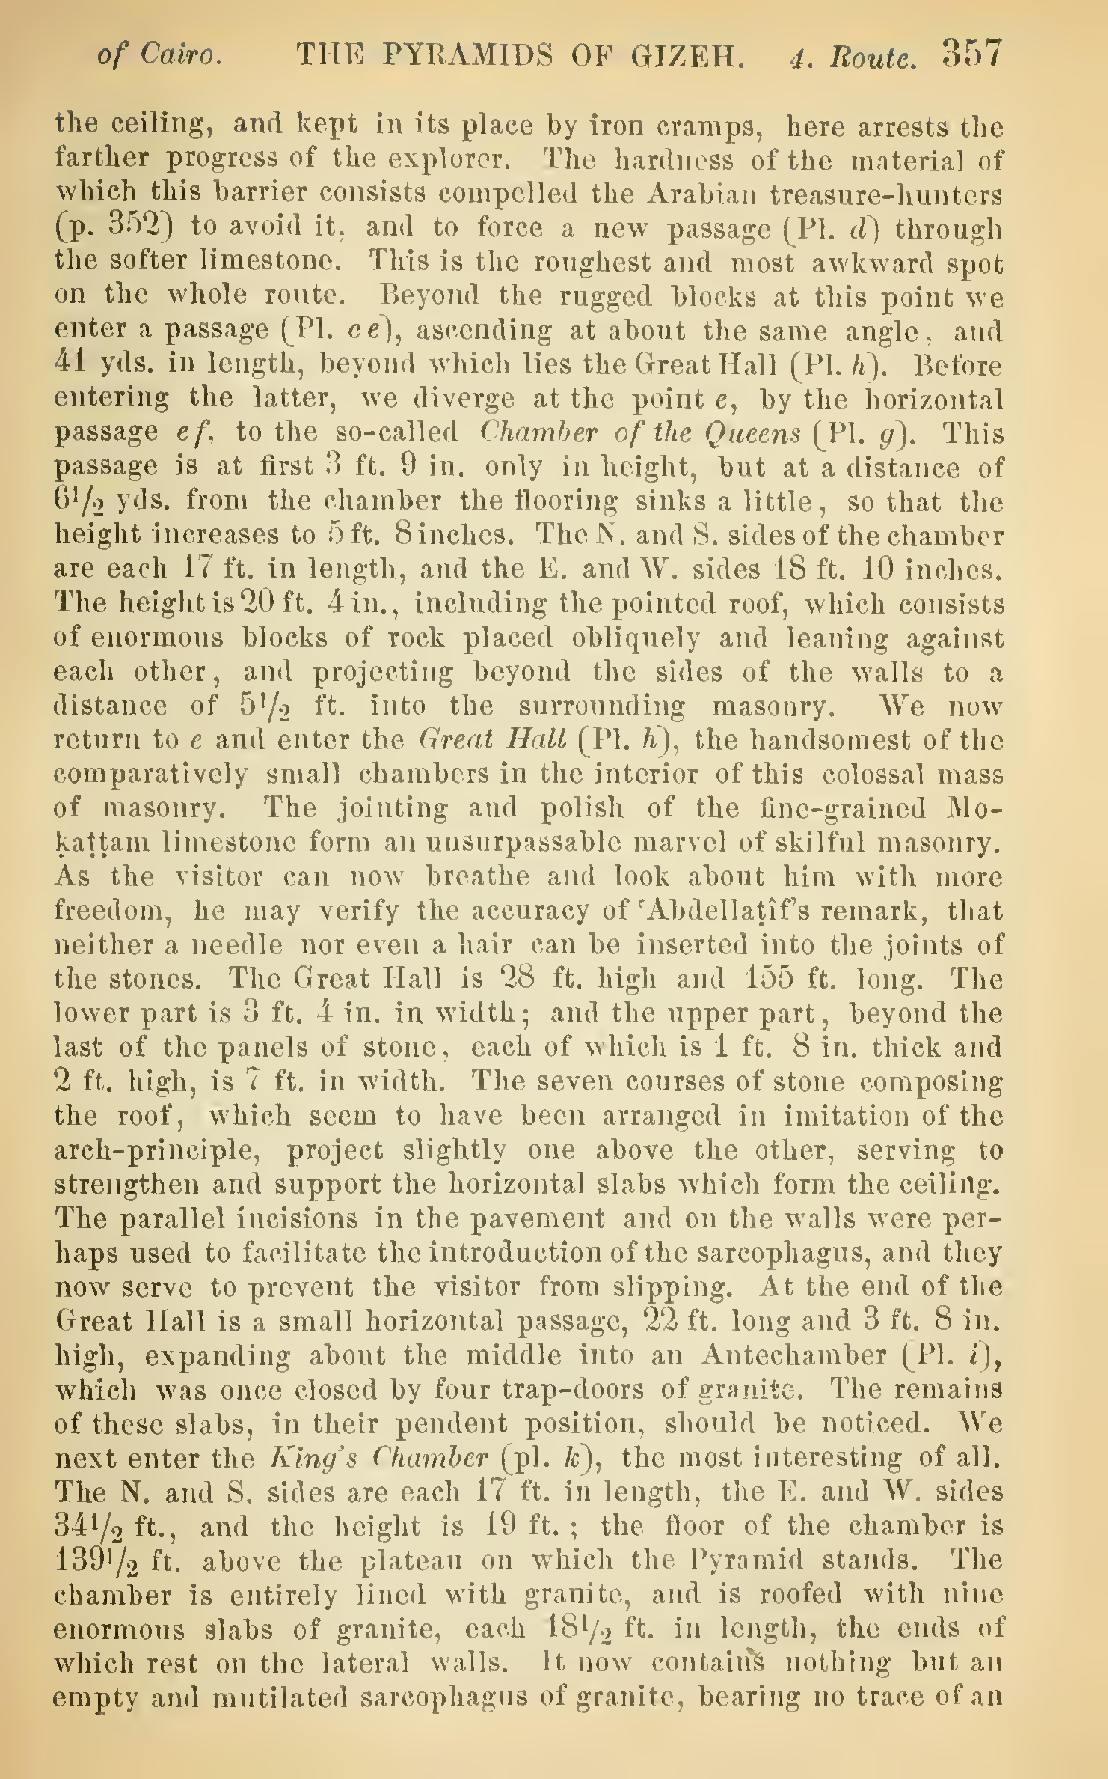 of Cairo. THE PYRAMIDS OF GIZEH. 4. Route. 357
the ceiling, and kept in its place by iron cramps, here arrests the
farther progress of the explorer. The hardness of the material of
which this barrier consists compelled the Arabian treasure-hunters
(p. 352) to avoid it, and to force a new passage (Pl. d) through
the softer limestone. This is the roughest and most awkward spot
on the whole route. Beyond the rugged blocks at this point we
enter a passage (Pl. c e), ascending at about the same angle, and
41 yds. in length, beyond which lies the Great Hall (Pl. h). Before
entering the latter, we diverge at the point e, by the horizontal
passage e f, to the so-called Chamber of the Queens (Pl. g). This
passage is at first 3 ft. 9 in. only in height, but at a distance of
6 1/2 yds. from the chamber the flooring sinks a little, so that the
height increases to 5 ft. 8 inches. The N. and S. sides of the chamber
are each 17 ft. in length, and the E. and W. sides 18 ft. 10 inches.
The height is 20 ft. 4 in., including the pointed roof, which consists
of enormous blocks of rock placed obliquely and leaning against
each other, and projecting beyond the sides of the walls to a
distance of 5 1/2 ft. into the surrounding masonry. We now
return to e and enter the Great Hall (Pl. h), the handsomest of the
comparatively small chambers in the interior of this colossal mass
of masonry. The jointing and polish of the fine-grained Mo-
ḳaṭṭam limestone form an unsurpassable marvel of skilful masonry.
As the visitor can now breathe and look about him with more
freedom, he may verify the accuracy of ʿAbdellaṭîf's remark, that
neither a needle nor even a hair can be inserted into the joints of
the stones. The Great Hall is 28 ft. high and 155 ft. long. The
lower part is 3 ft. 4 in. in width; and the upper part, beyond the
last of the panels of stone, each of which is 1 ft. 8 in. thick and
2 ft. high, is 7 ft. in width. The seven courses of stone composing
the roof, which seem to have been arranged in imitation of the
arch-principle, project slightly one above the other, serving to
strengthen and support the horizontal slabs which form the ceiling.
The parallel incisions in the pavement and on the walls were per-
haps used to facilitate the introduction of the sarcophagus, and they
now serve to prevent the visitor from slipping. At the end of the
Great Hall is a small horizontal passage, 22 ft. long and 3 ft. 8 in.
high, expanding about the middle into an Antechamber (Pl. i),
which was once closed by four trap-doors of granite. The remains
of these slabs, in their pendent position, should be noticed. We
next enter the King's Chamber (pl. k), the most interesting of all.
The N. and S. sides are each 17 ft. in length, the E. and W. sides
34 1/2 ft., and the height is 19 ft.; the floor of the chamber is
139 1/2 ft. above the plateau on which the Pyramid stands. The
chamber is entirely lined with granite, and is roofed with nine
enormous slabs of granite, each 18 1/2 ft. in length, the ends of
which rest on the lateral walls. It now contains nothing but an
empty and mutilated sarcophagus of granite, bearing no trace of an